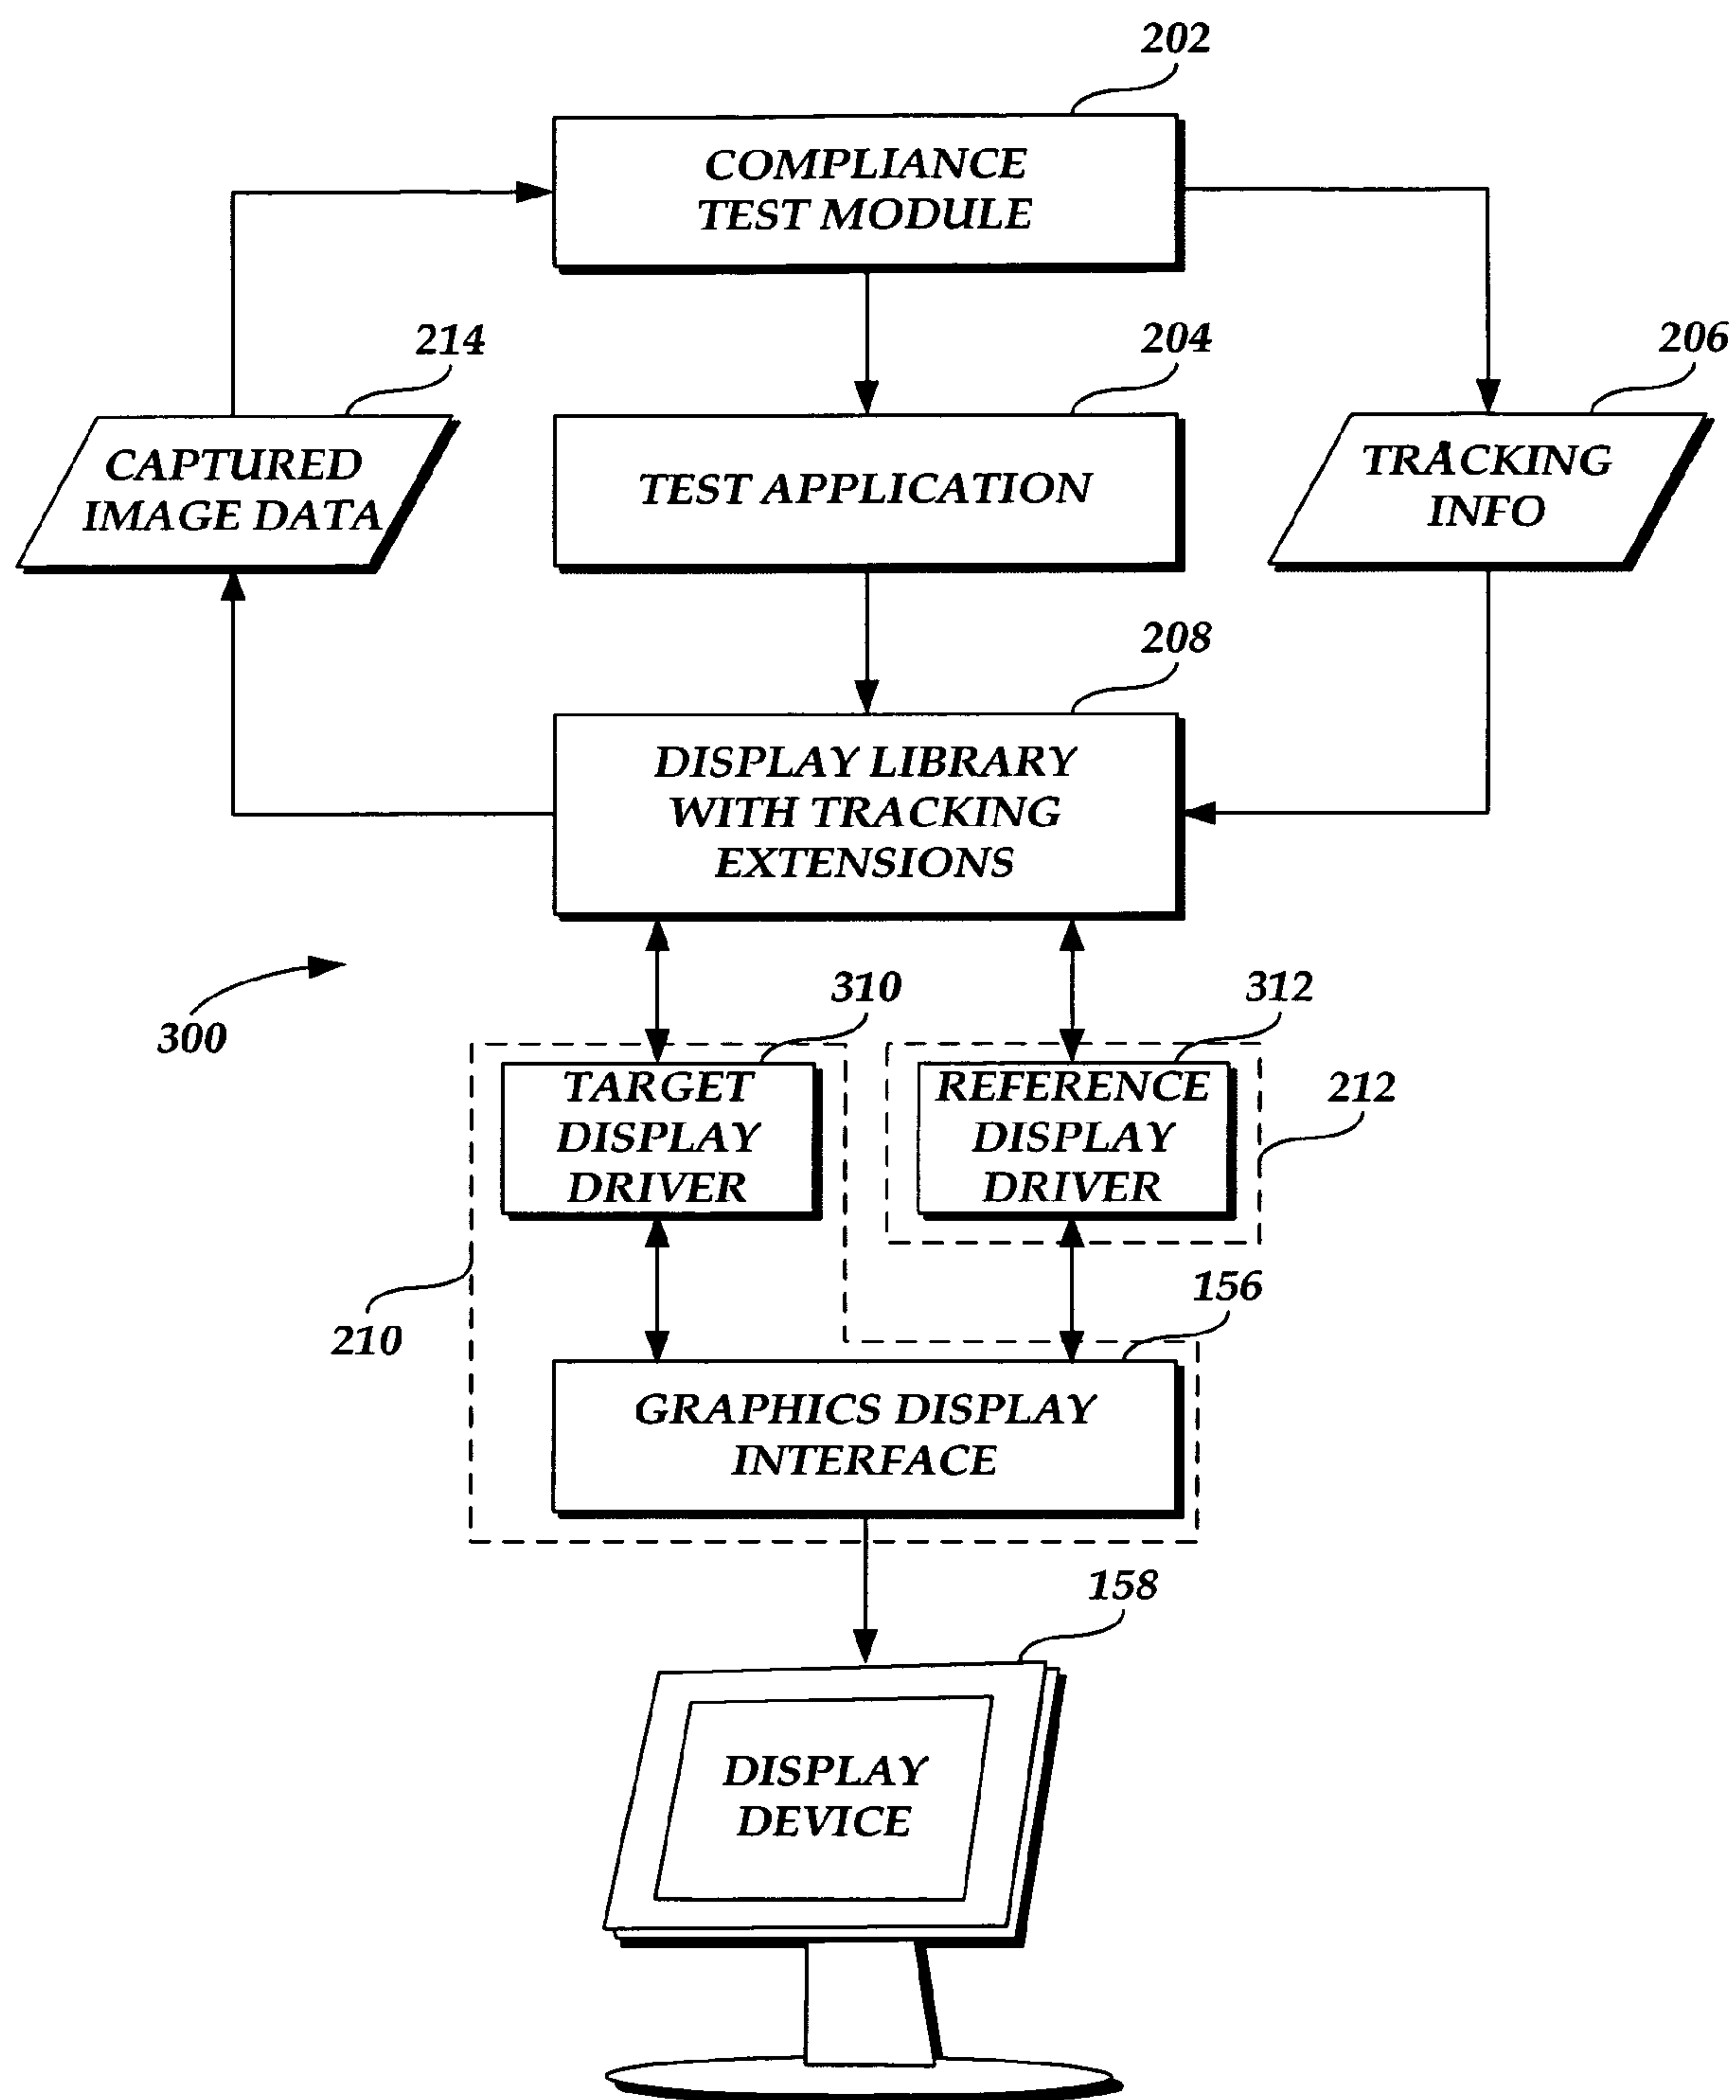 202
COMPLIANCE
TEST MODULE
214
204
206
CAPTURED
IMAGE DATA
TEST APPLICATION
TRACKING
INFO
208
DISPLAY LIBRARY
WITH TRACKING
EXTENSIONS
300
310
312
TARGET
DISPLAY
DRIVER
REFERENCE
DISPLAY
DRIVER
212
210
156
GRAPHICS DISPLAY
INTERFACE
158
DISPLAY
DEVICE